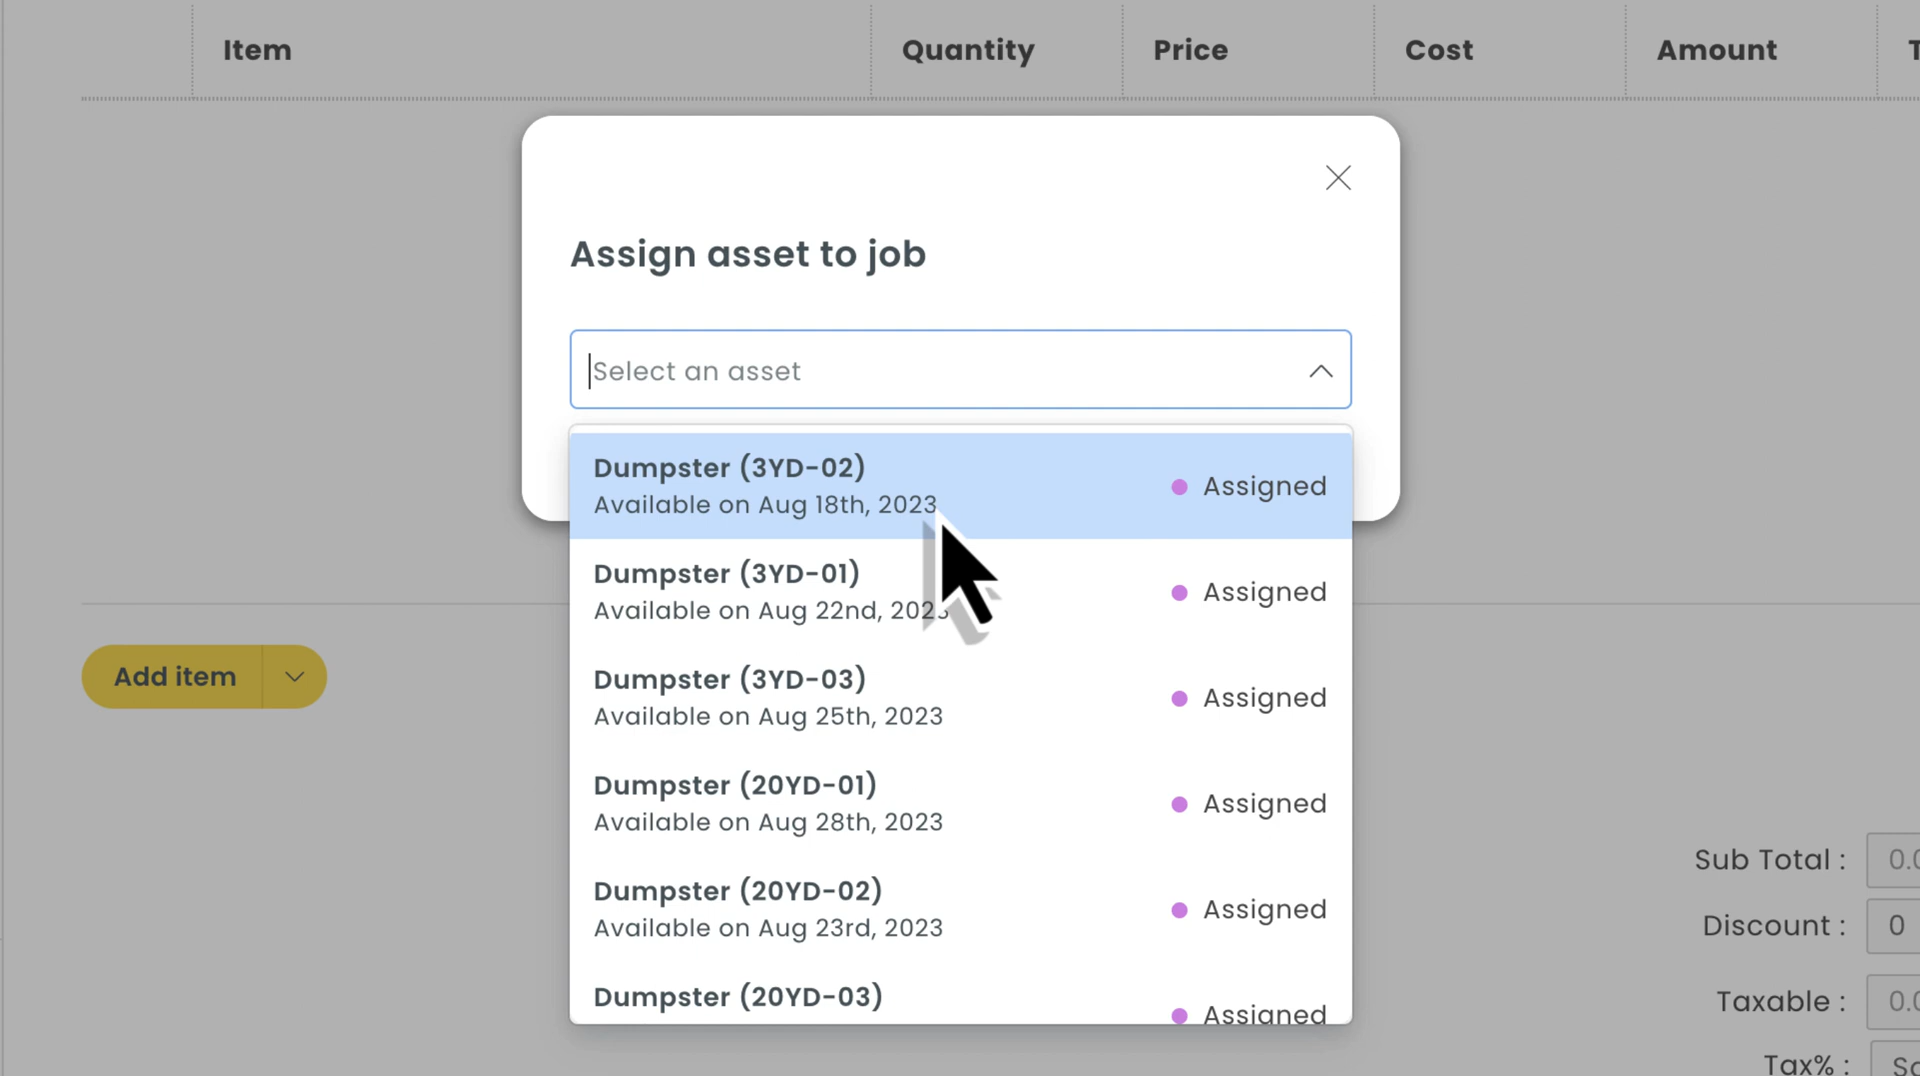 Item Quantity Price Cost Amount
Assign asset to job
Select an asset
Dumpster (3YD-02)
Available on Aug 18th, 2023
Assigned
Dumpster (3YD-01)
Available on Aug 22nd, 2023
Assigned
Dumpster (3YD-03)
Available on Aug 25th, 2023
Assigned
Dumpster (20YD-01)
Available on Aug 28th, 2023
Assigned
Dumpster (20YD-02)
Available on Aug 23rd, 2023
Assigned
Dumpster (20YD-03)
Assigned
Add item
Sub Total : 0.0
Discount : 0
Taxable : 0.0
Tax% :